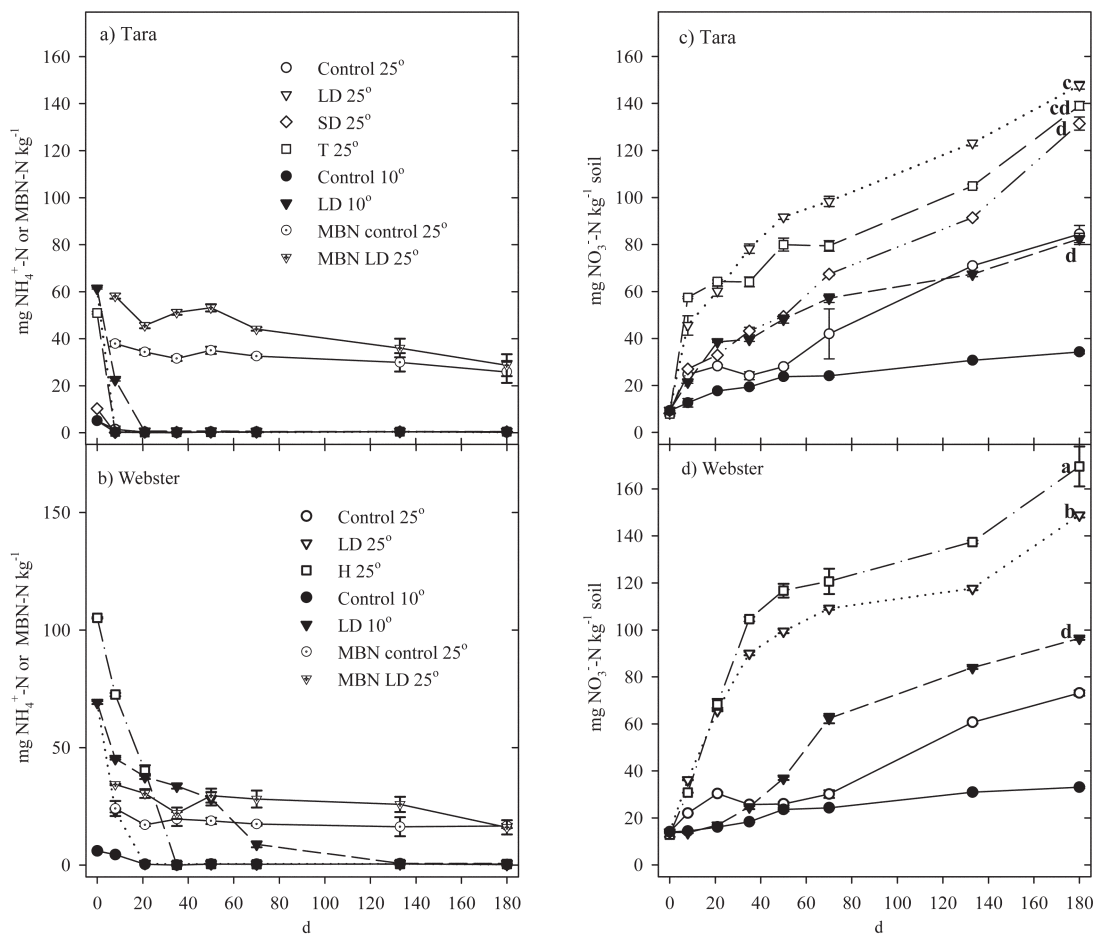 a) Tara
160
140
120
100
80
60
40
20
0
mg NH₄⁺-N or MBN-N kg⁻¹
Control 25°
LD 25°
SD 25°
T 25°
Control 10°
LD 10°
MBN control 25°
MBN LD 25°
c) Tara
160
140
120
100
80
60
40
20
0
mg NO₃⁻-N kg⁻¹ soil
c
cd
d
d
b) Webster
150
100
50
0
mg NH₄⁺-N or MBN-N kg⁻¹
Control 25°
LD 25°
H 25°
Control 10°
LD 10°
MBN control 25°
MBN LD 25°
0 20 40 60 80 100 120 140 160 180
d
d) Webster
160
140
120
100
80
60
40
20
0
mg NO₃⁻-N kg⁻¹ soil
a
b
d
0 20 40 60 80 100 120 140 160 180
d